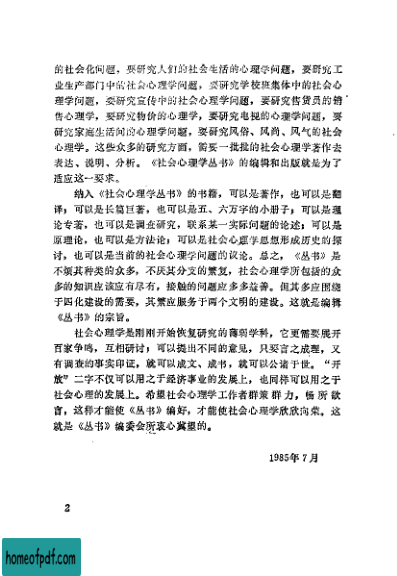 的社会化问题，要研究人们的社会生活的心理学问题，要研究工
业生产部门中的社会心理学问题，要研究学校班集体中的社会心
理学问题，要研究宣传中的社会心理学问题，要研究售货员的销
售心理学，要研究物价的心理学，要研究电视的心理学问题，要
研究家庭生活间的心理学问题，要研究风俗、风尚、风气的社会
心理学。这些众多的研究方面，需要一批批的社会心理学著作去
表达、说明、分析。《社会心理学丛书》的编辑和出版就是为了
适应这一要求。
纳入《社会心理学丛书》的书籍，可以是著作，也可以是翻
译；可以是长篇巨著，也可以是五、六万字的小册子；可以是理
论专著，也可以是调查研究，联系某一实际问题的论述；可以是
原理论，也可以是方法论；可以是社会心理学思想形成历史的探
讨，也可以是当前的社会心理学问题的议论。总之，《丛书》是
不烦其种类的众多，不厌其分支的繁复，社会心理学所包括的众
多的知识应该应有尽有，接触的问题应多多益善。但其多应围绕
于四化建设的需要，其繁应服务于两个文明的建设。这就是编辑
《丛书》的宗旨。
社会心理学是刚刚开始恢复研究的薄弱学科，它更需要展开
百家争鸣，互相研讨；可以提出不同的意见，只要言之成理，又
有调查的事实印证，就可以成文、成书，就可以公诸于世。“开
放”二字不仅可以用之于经济事业的发展上，也同样可以用之于
社会心理的发展上。希望社会心理学工作者群策群力，畅所欲
言，这样才能使《丛书》编好，才能使社会心理学欣欣向荣。这
就是《丛书》编委会所衷心冀望的。
1985年7月
2
homeofpdf.com